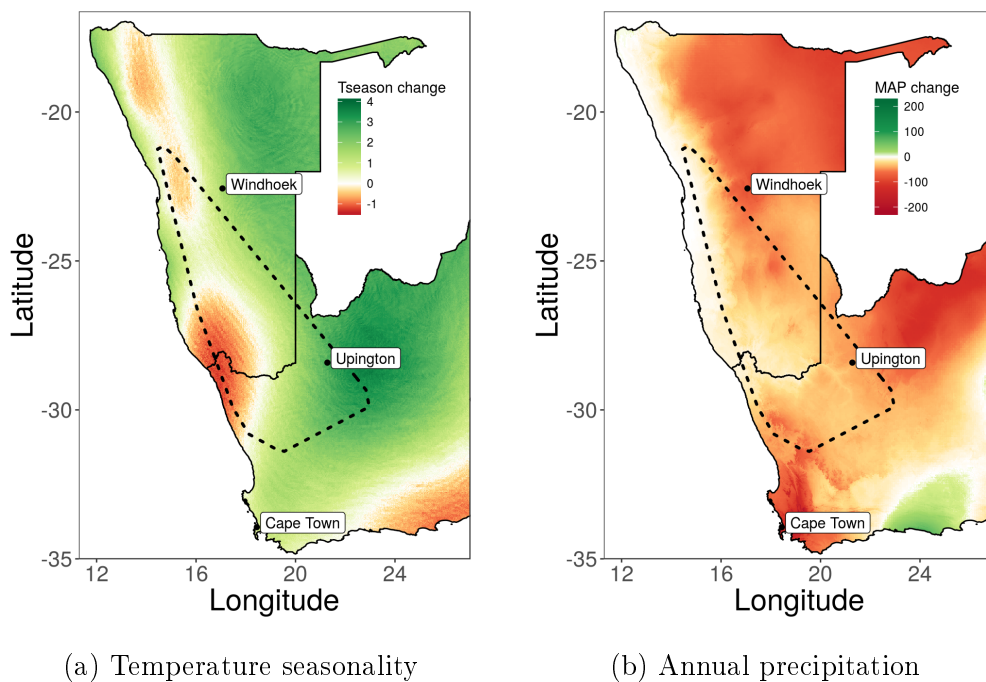 Tseason change
4
3
2
1
0
-1
-20
-25
-30
-35
Latitude
Windhoek
Upington
Cape Town
12
16
20
24
Longitude
(a) Temperature seasonality
MAP change
200
100
0
-100
-200
-20
-25
-30
-35
Latitude
Windhoek
Upington
Cape Town
12
16
20
24
Longitude
(b) Annual precipitation